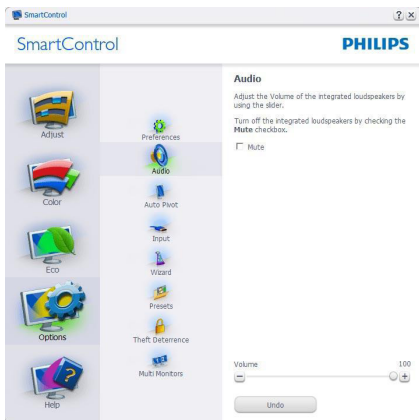 SmartControl
SmartControl
PHILIPS
Adjust
Color
Eco
Options
Help
Preferences
Audio
Auto Pivot
Input
Wizard
Presets
Theft Deterrence
Multi Monitors
Audio
Adjust the Volume of the integrated loudspeakers by
using the slider.
Turn off the integrated loudspeakers by checking the
Mute checkbox.
Mute
Volume 100
Undo